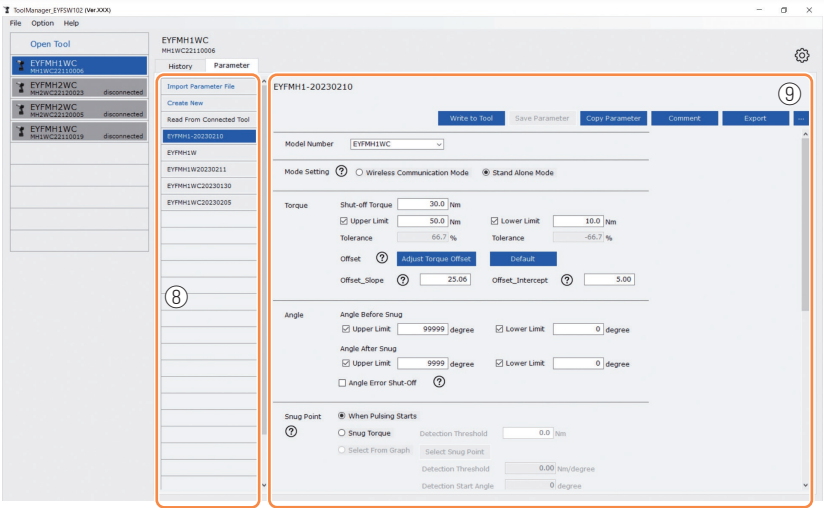 ToolManager_EYFSW102 (Ver.XXX)
File Option Help
Open Tool
EYFMH1WC
MH1WC22110006
EYFMH2WC
MH2WC22120023 disconnected
EYFMH2WC
MH2WC22120005 disconnected
EYFMH1WC
MH1WC22110019 disconnected
EYFMH1WC
MH1WC22110006
History Parameter
Import Parameter File
Create New
Read From Connected Tool
EYFMH1-20230210
EYFMH1W
EYFMH1W20230211
EYFMH1WC20230130
EYFMH1WC20230205
⑧
EYFMH1-20230210
⑨
Write to Tool Save Parameter Copy Parameter Comment Export ...
Model Number EYFMH1WC
Mode Setting ? Wireless Communication Mode Stand Alone Mode
Torque Shut-off Torque 30.0 Nm
Upper Limit 50.0 Nm Lower Limit 10.0 Nm
Tolerance 66.7 % Tolerance -66.7 %
Offset ? Adjust Torque Offset Default
Offset_Slope ? 25.06 Offset_Intercept ? 5.00
Angle Angle Before Snug
Upper Limit 99999 degree Lower Limit 0 degree
Angle After Snug
Upper Limit 9999 degree Lower Limit 0 degree
Angle Error Shut-Off ?
Snug Point When Pulsing Starts
? Snug Torque Detection Threshold 0.0 Nm
Select From Graph Select Snug Point
Detection Threshold 0.00 Nm/degree
Detection Start Angle 0 degree